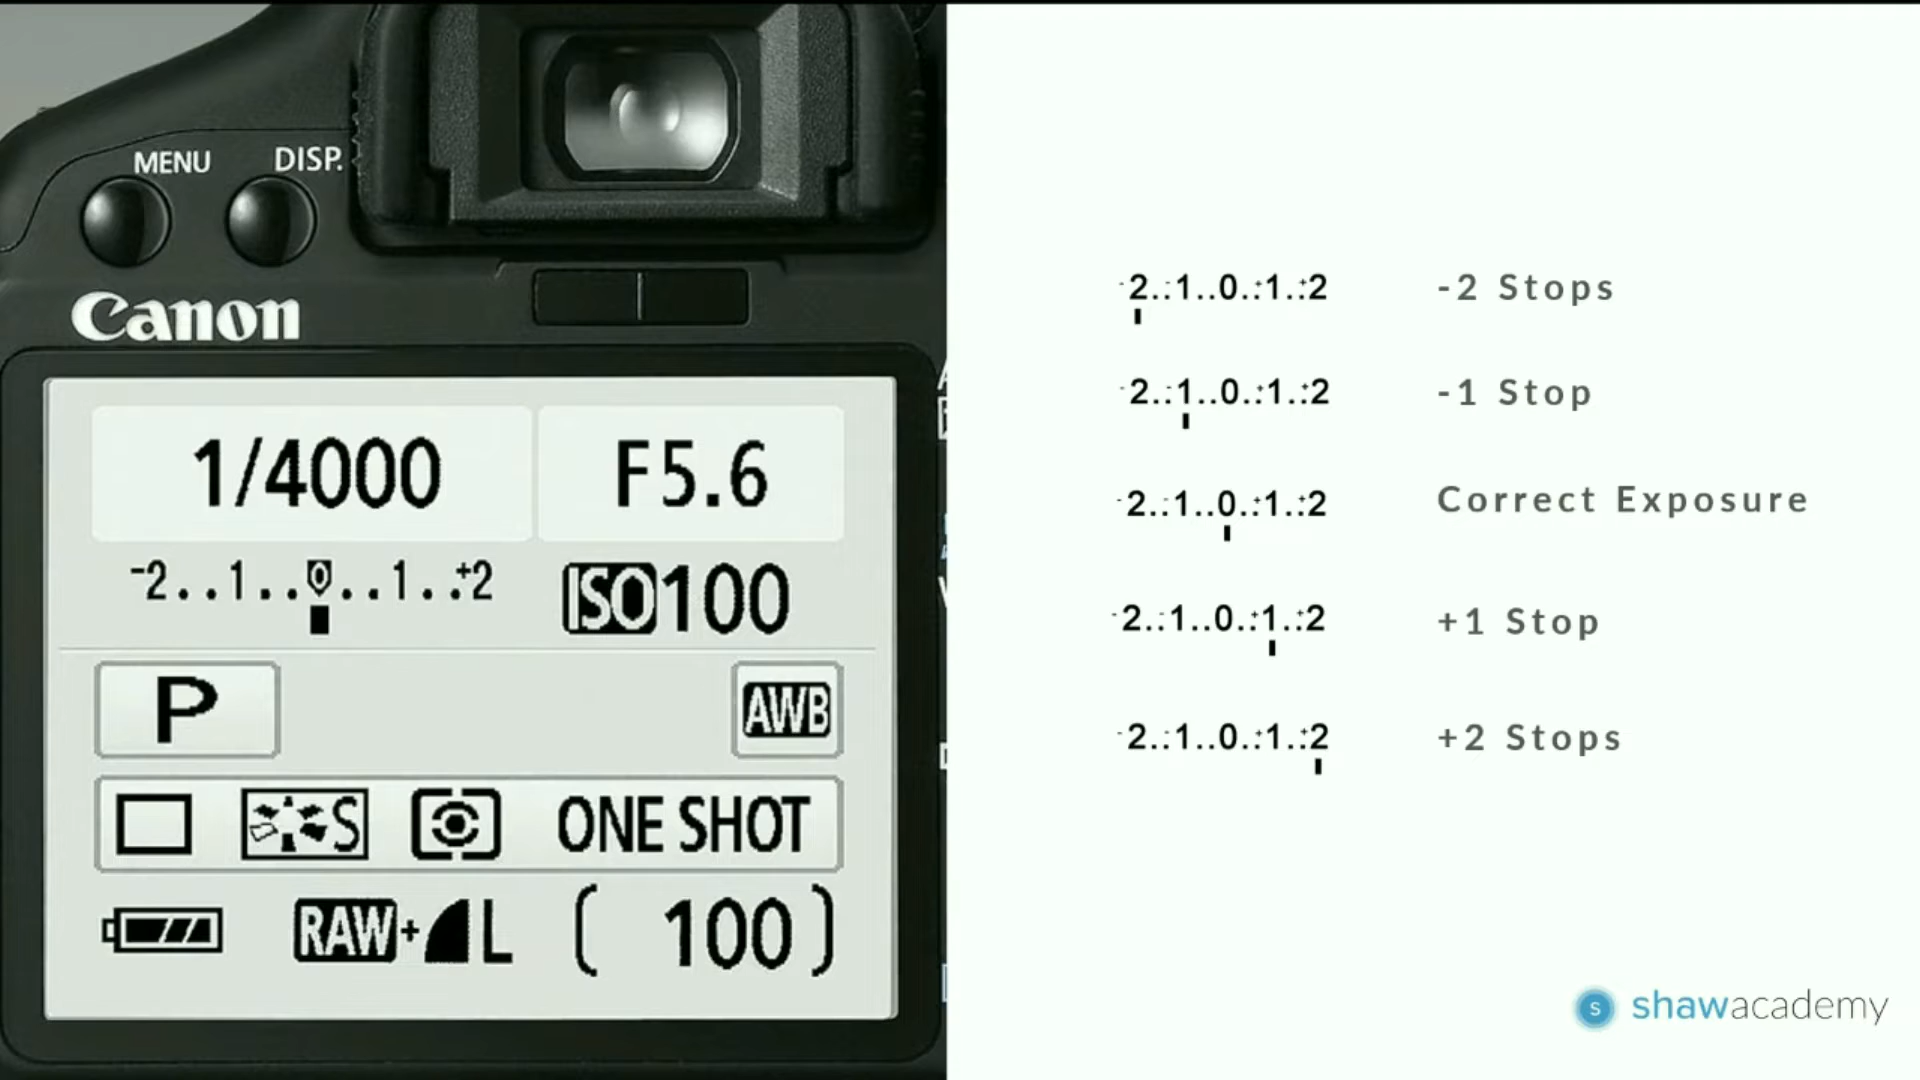 MENU DISP.
Canon
1/4000 F5.6
-2..1..0..1..+2 ISO100
P AWB
S ONE SHOT
RAW+L ( 100 )
-2.-:1..0.+:1.+:2 -2 Stops
-2.-:1..0.+:1.+:2 -1 Stop
-2.-:1..0.+:1.+:2 Correct Exposure
-2.-:1..0.+:1.+:2 +1 Stop
-2.-:1..0.+:1.+:2 +2 Stops
s shawacademy